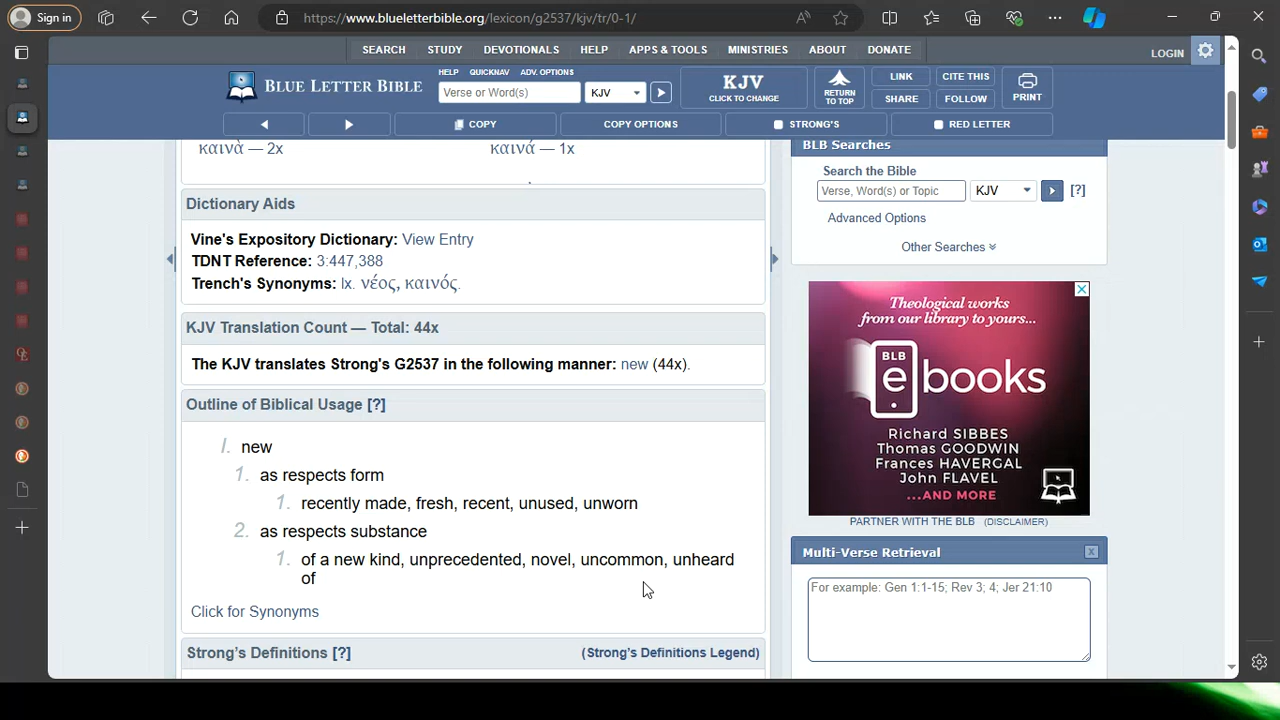 Sign in
https://www.blueletterbible.org/lexicon/g2537/kjv/tr/0-1/
SEARCH STUDY DEVOTIONALS HELP APPS & TOOLS MINISTRIES ABOUT DONATE
LOGIN
BLUE LETTER BIBLE
HELP QUICKNAV ADV. OPTIONS
Verse or Word(s)
KJV
KJV
CLICK TO CHANGE
RETURN
TO TOP
LINK
CITE THIS
SHARE
FOLLOW
PRINT
COPY
COPY OPTIONS
STRONG'S
RED LETTER
καινὰ — 2x
καινά — 1x
Dictionary Aids
Vine's Expository Dictionary: View Entry
TDNT Reference: 3:447,388
Trench's Synonyms: lx. νέος, καινός.
KJV Translation Count — Total: 44x
The KJV translates Strong's G2537 in the following manner: new (44x).
Outline of Biblical Usage [?]
I. new
1. as respects form
1. recently made, fresh, recent, unused, unworn
2. as respects substance
1. of a new kind, unprecedented, novel, uncommon, unheard
of
Click for Synonyms
Strong's Definitions [?]
(Strong's Definitions Legend)
BLB Searches
Search the Bible
Verse, Word(s) or Topic
KJV
[?]
Advanced Options
Other Searches
Theological works
from our library to yours...
BLB
e books
Richard SIBBES
Thomas GOODWIN
Frances HAVERGAL
John FLAVEL
...AND MORE
PARTNER WITH THE BLB (DISCLAIMER)
Multi-Verse Retrieval
x
For example: Gen 1:1-15; Rev 3; 4; Jer 21:10